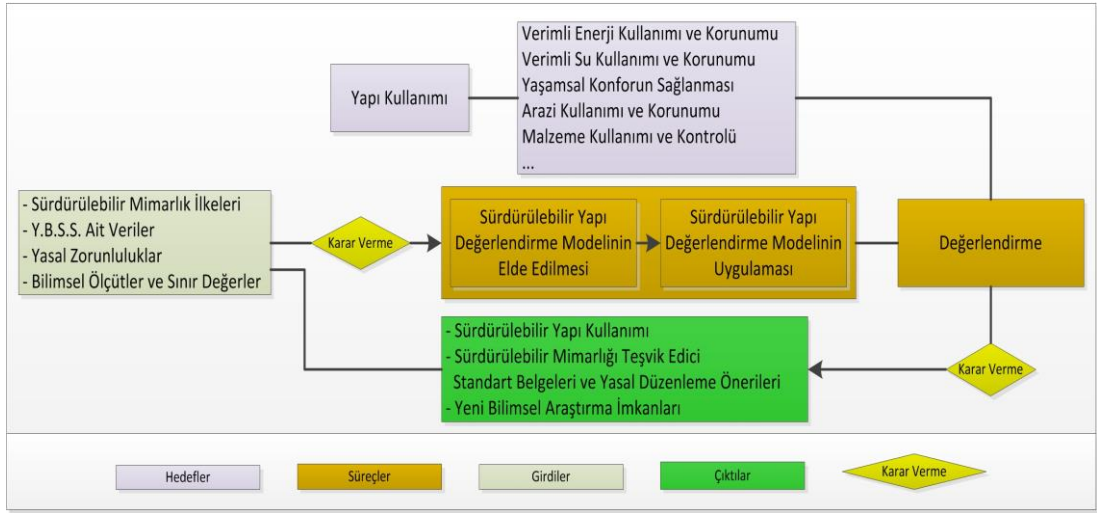 Yapı Kullanımı
Verimli Enerji Kullanımı ve Korunumu
Verimli Su Kullanımı ve Korunumu
Yaşamsal Konforun Sağlanması
Arazi Kullanımı ve Korunumu
Malzeme Kullanımı ve Kontrolü
...
- Sürdürülebilir Mimarlık İlkeleri
- Y.B.S.S. Ait Veriler
- Yasal Zorunluluklar
- Bilimsel Ölçütler ve Sınır Değerler
Karar Verme
Sürdürülebilir Yapı
Değerlendirme Modelinin
Elde Edilmesi
Sürdürülebilir Yapı
Değerlendirme Modelinin
Uygulaması
Değerlendirme
- Sürdürülebilir Yapı Kullanımı
- Sürdürülebilir Mimarlığı Teşvik Edici
Standart Belgeleri ve Yasal Düzenleme Önerileri
- Yeni Bilimsel Araştırma İmkanları
Karar Verme
Hedefler
Süreçler
Girdiler
Çıktılar
Karar Verme